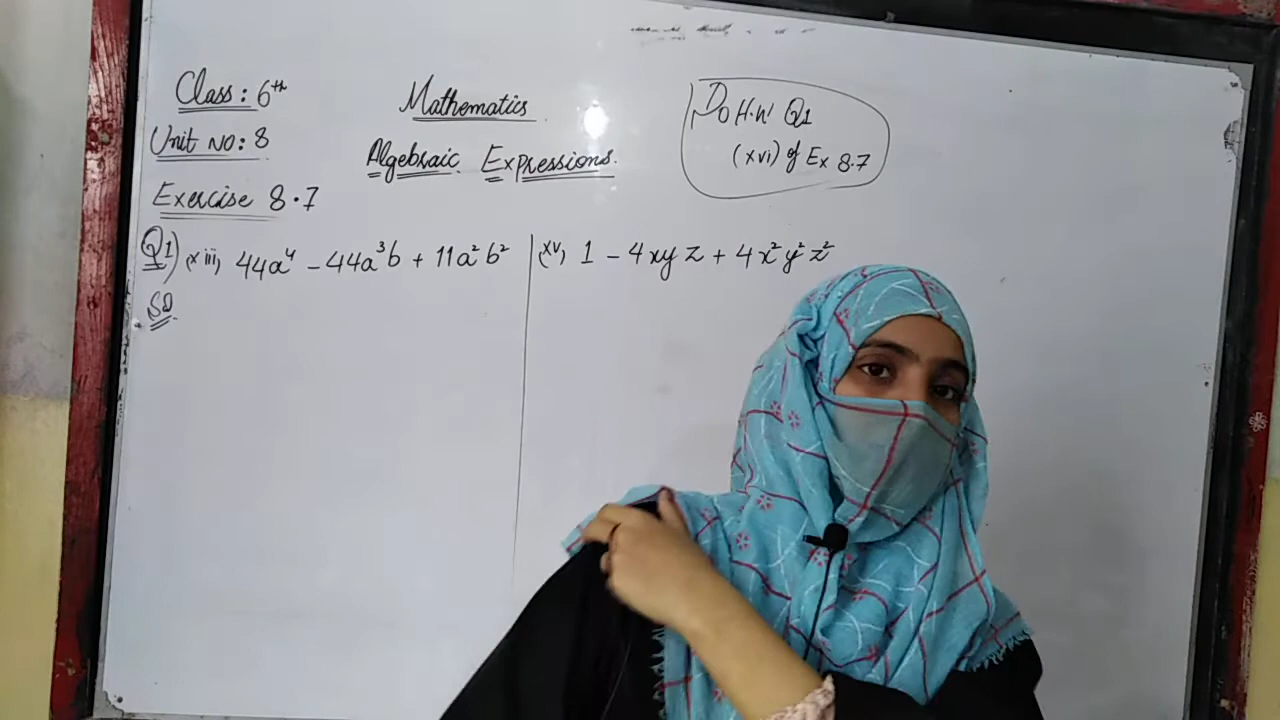 Class: 6th
Unit NO: 8
Exercise 8.7
Mathematics
Algebraic Expressions.
Do H.W Q1
(xvi) of Ex 8.7
Q1) (xiii) 44a⁴ - 44a³b + 11a²b²
Sol
(xv) 1 - 4xyz + 4x²y²z²